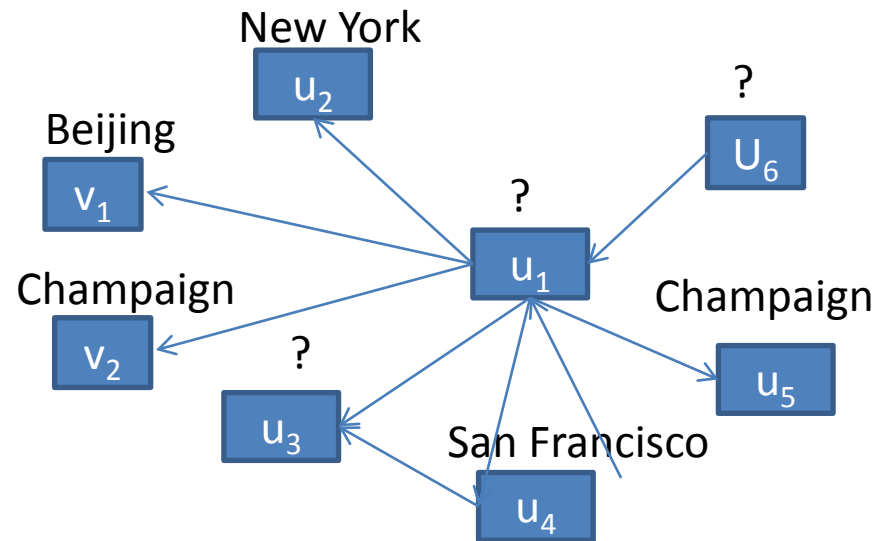 New York
u₂
?
U₆
Beijing
v₁
?
u₁
Champaign
v₂
Champaign
u₅
?
u₃
San Francisco
u₄